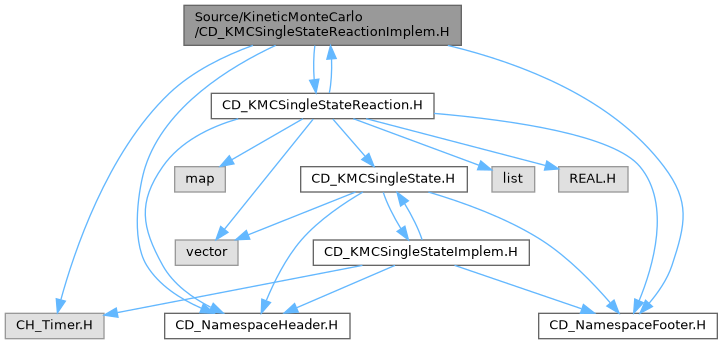 Source/KineticMonteCarlo
/CD_KMCSingleStateReactionImplem.H
CD_KMCSingleStateReaction.H
map
CD_KMCSingleState.H
list
REAL.H
vector
CD_KMCSingleStateImplem.H
CH_Timer.H
CD_NamespaceHeader.H
CD_NamespaceFooter.H